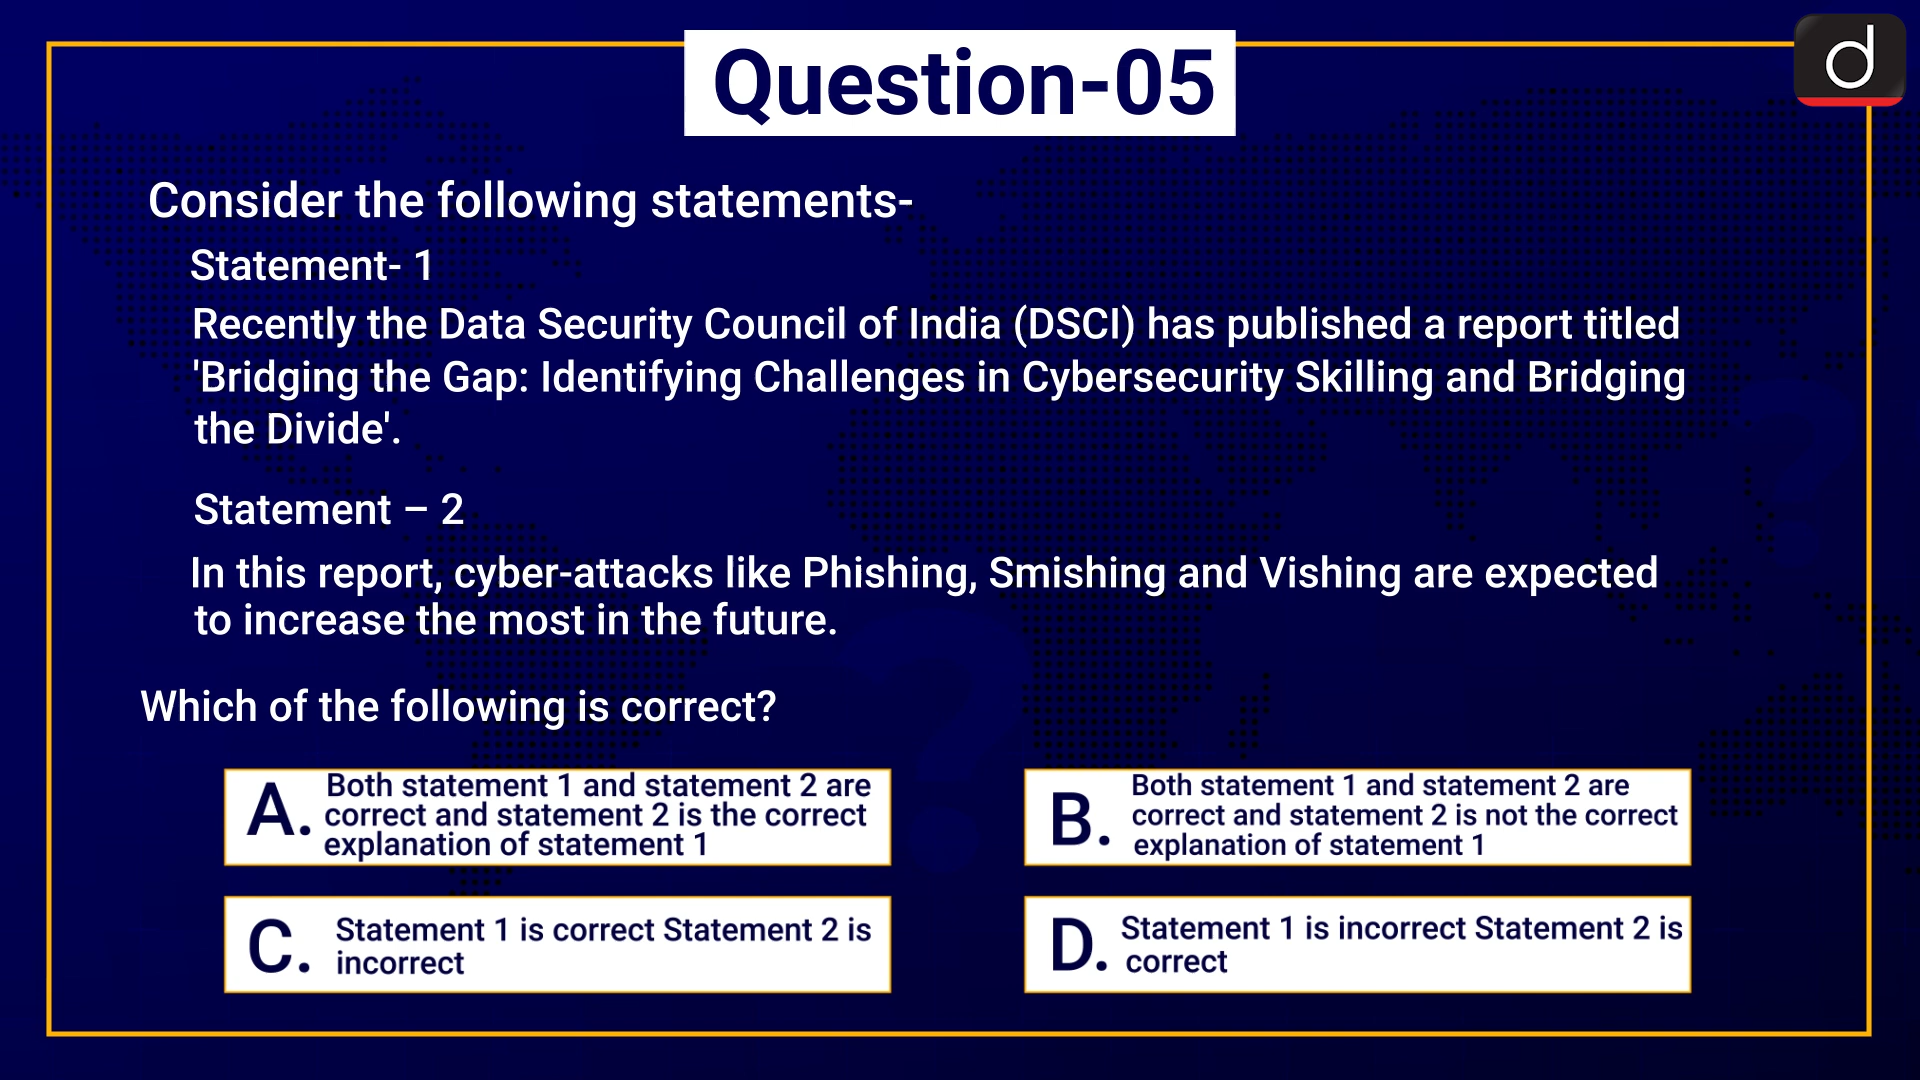 Question-05
d
Consider the following statements-
Statement- 1
Recently the Data Security Council of India (DSCI) has published a report titled
'Bridging the Gap: Identifying Challenges in Cybersecurity Skilling and Bridging
the Divide'.
Statement – 2
In this report, cyber-attacks like Phishing, Smishing and Vishing are expected
to increase the most in the future.
Which of the following is correct?
A. Both statement 1 and statement 2 are
correct and statement 2 is the correct
explanation of statement 1
B. Both statement 1 and statement 2 are
correct and statement 2 is not the correct
explanation of statement 1
C. Statement 1 is correct Statement 2 is
incorrect
D. Statement 1 is incorrect Statement 2 is
correct